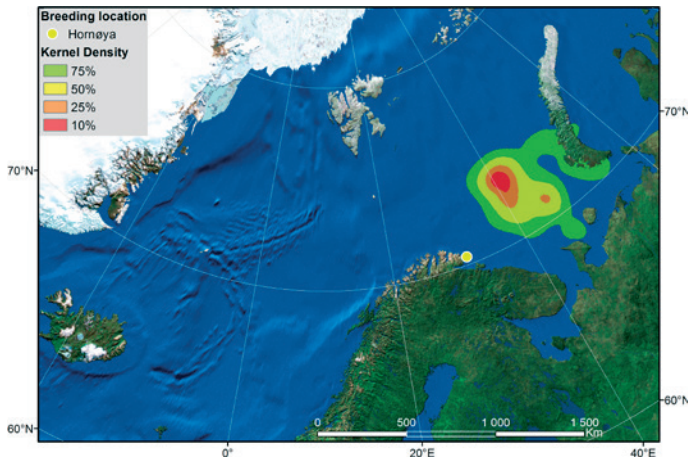 Breeding location
Hornøya
Kernel Density
75%
50%
25%
10%
70°N
70°N
60°N
60°N
0°
20°E
40°E
0 500 1 000 1 500
Km